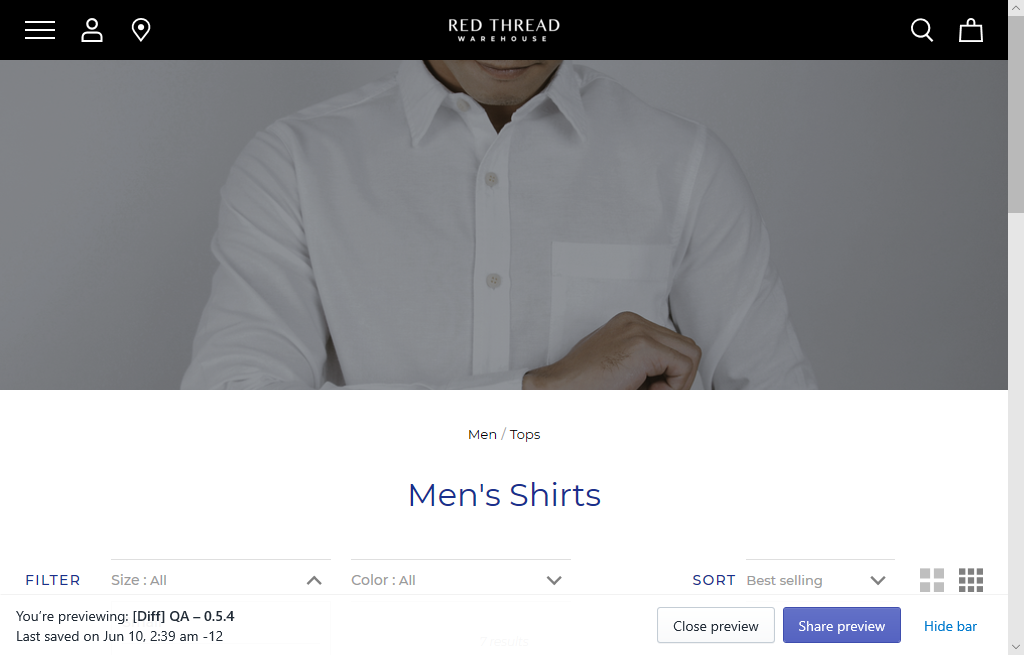 RED THREAD
WAREHOUSE
Men / Tops
Men's Shirts
FILTER Size : All Color : All SORT Best selling
You're previewing: [Diff] QA – 0.5.4
Last saved on Jun 10, 2:39 am -12
Close preview Share preview Hide bar